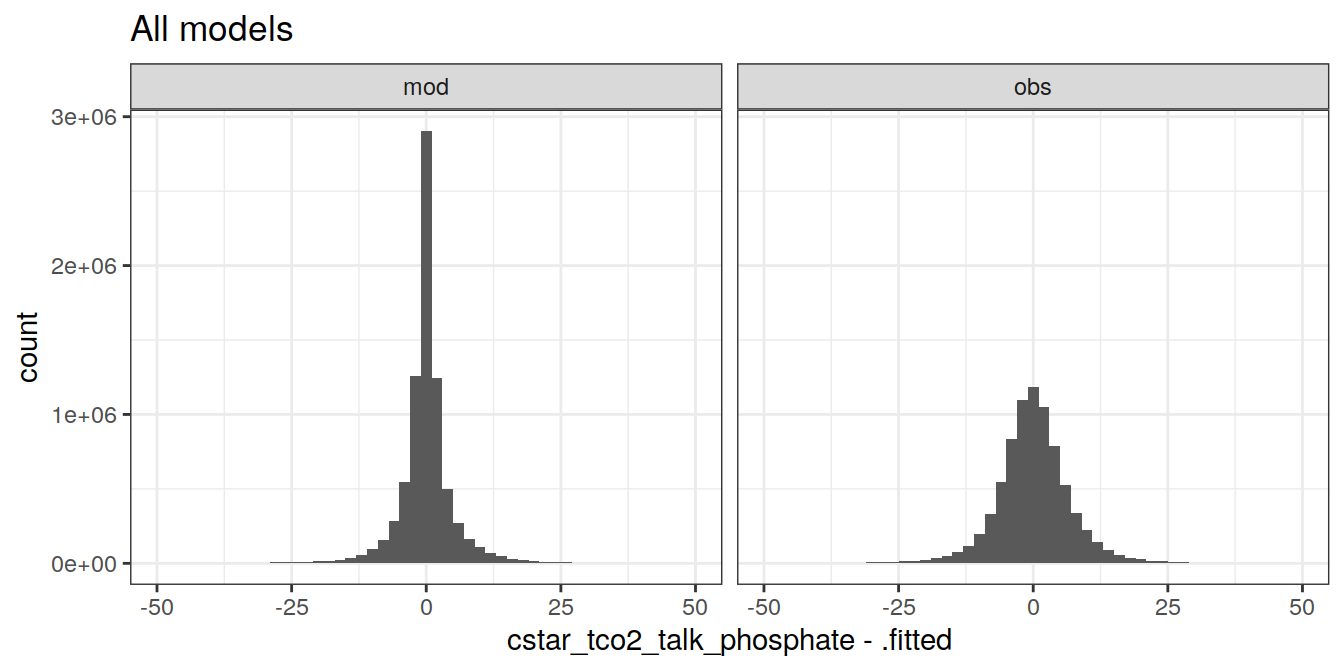 All models
mod
obs
3e+06
2e+06
1e+06
0e+00
count
-50 -25 0 25 50
-50 -25 0 25 50
cstar_tco2_talk_phosphate - .fitted